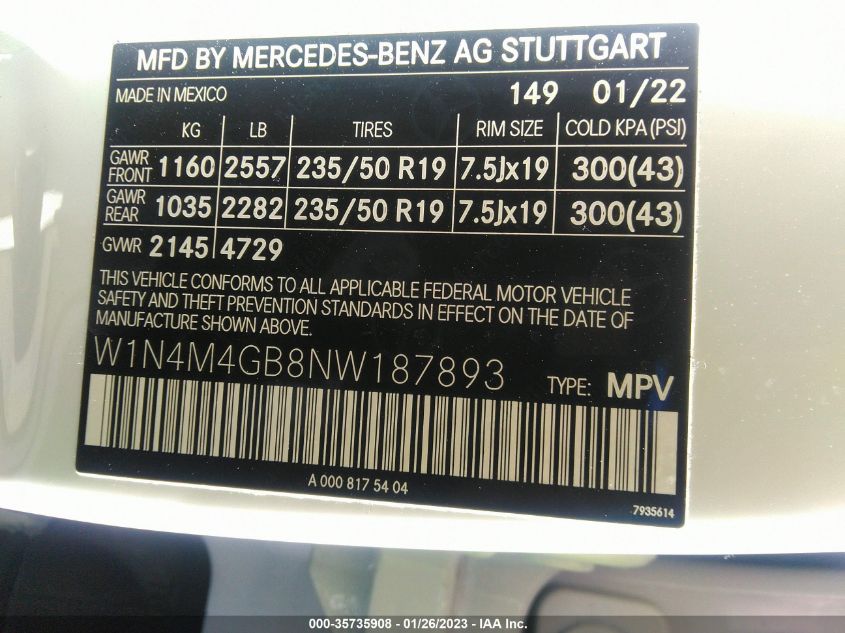 MFD BY MERCEDES-BENZ AG STUTTGART
MADE IN MEXICO 149 01/22
KG LB TIRES RIM SIZE COLD KPA (PSI)
GAWR FRONT 1160 2557 235/50 R19 7.5Jx19 300(43)
GAWR REAR 1035 2282 235/50 R19 7.5Jx19 300(43)
GVWR 2145 4729
THIS VEHICLE CONFORMS TO ALL APPLICABLE FEDERAL MOTOR VEHICLE
SAFETY AND THEFT PREVENTION STANDARDS IN EFFECT ON THE DATE OF
MANUFACTURE SHOWN ABOVE.
W1N4M4GB8NW187893 TYPE: MPV
A 000 817 54 04
7935614
000-35735908 - 01/26/2023 - IAA Inc.